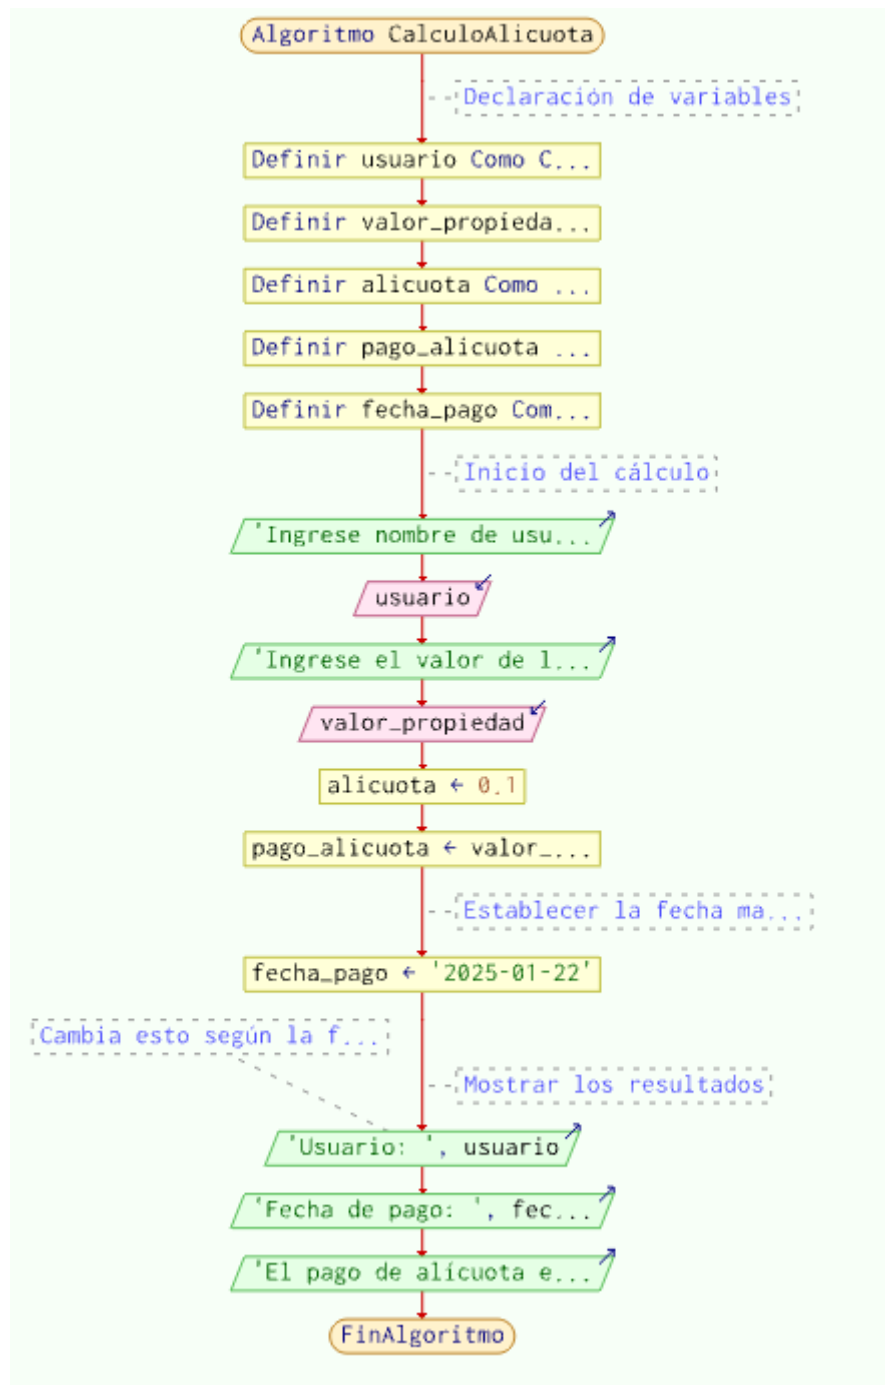 Algoritmo CalculoAlicuota
Declaración de variables
Definir usuario Como C...
Definir valor_propieda...
Definir alicuota Como ...
Definir pago_alicuota ...
Definir fecha_pago Com...
Inicio del cálculo
'Ingrese nombre de usu...
usuario
'Ingrese el valor de l...
valor_propiedad
alicuota ← 0.1
pago_alicuota ← valor_...
Establecer la fecha ma...
fecha_pago ← '2025-01-22'
Cambia esto según la f...
Mostrar los resultados
'Usuario: ', usuario
'Fecha de pago: ', fec...
'El pago de alícuota e...
FinAlgoritmo